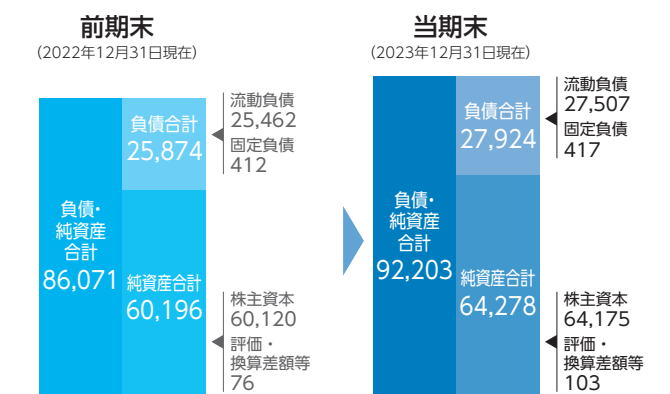 前期末
（2022年12月31日現在）
負債・
純資産
合計
86,071
負債合計
25,874
流動負債
25,462
固定負債
412
純資産合計
60,196
株主資本
60,120
評価・
換算差額等
76
当期末
（2023年12月31日現在）
負債・
純資産
合計
92,203
負債合計
27,924
流動負債
27,507
固定負債
417
純資産合計
64,278
株主資本
64,175
評価・
換算差額等
103